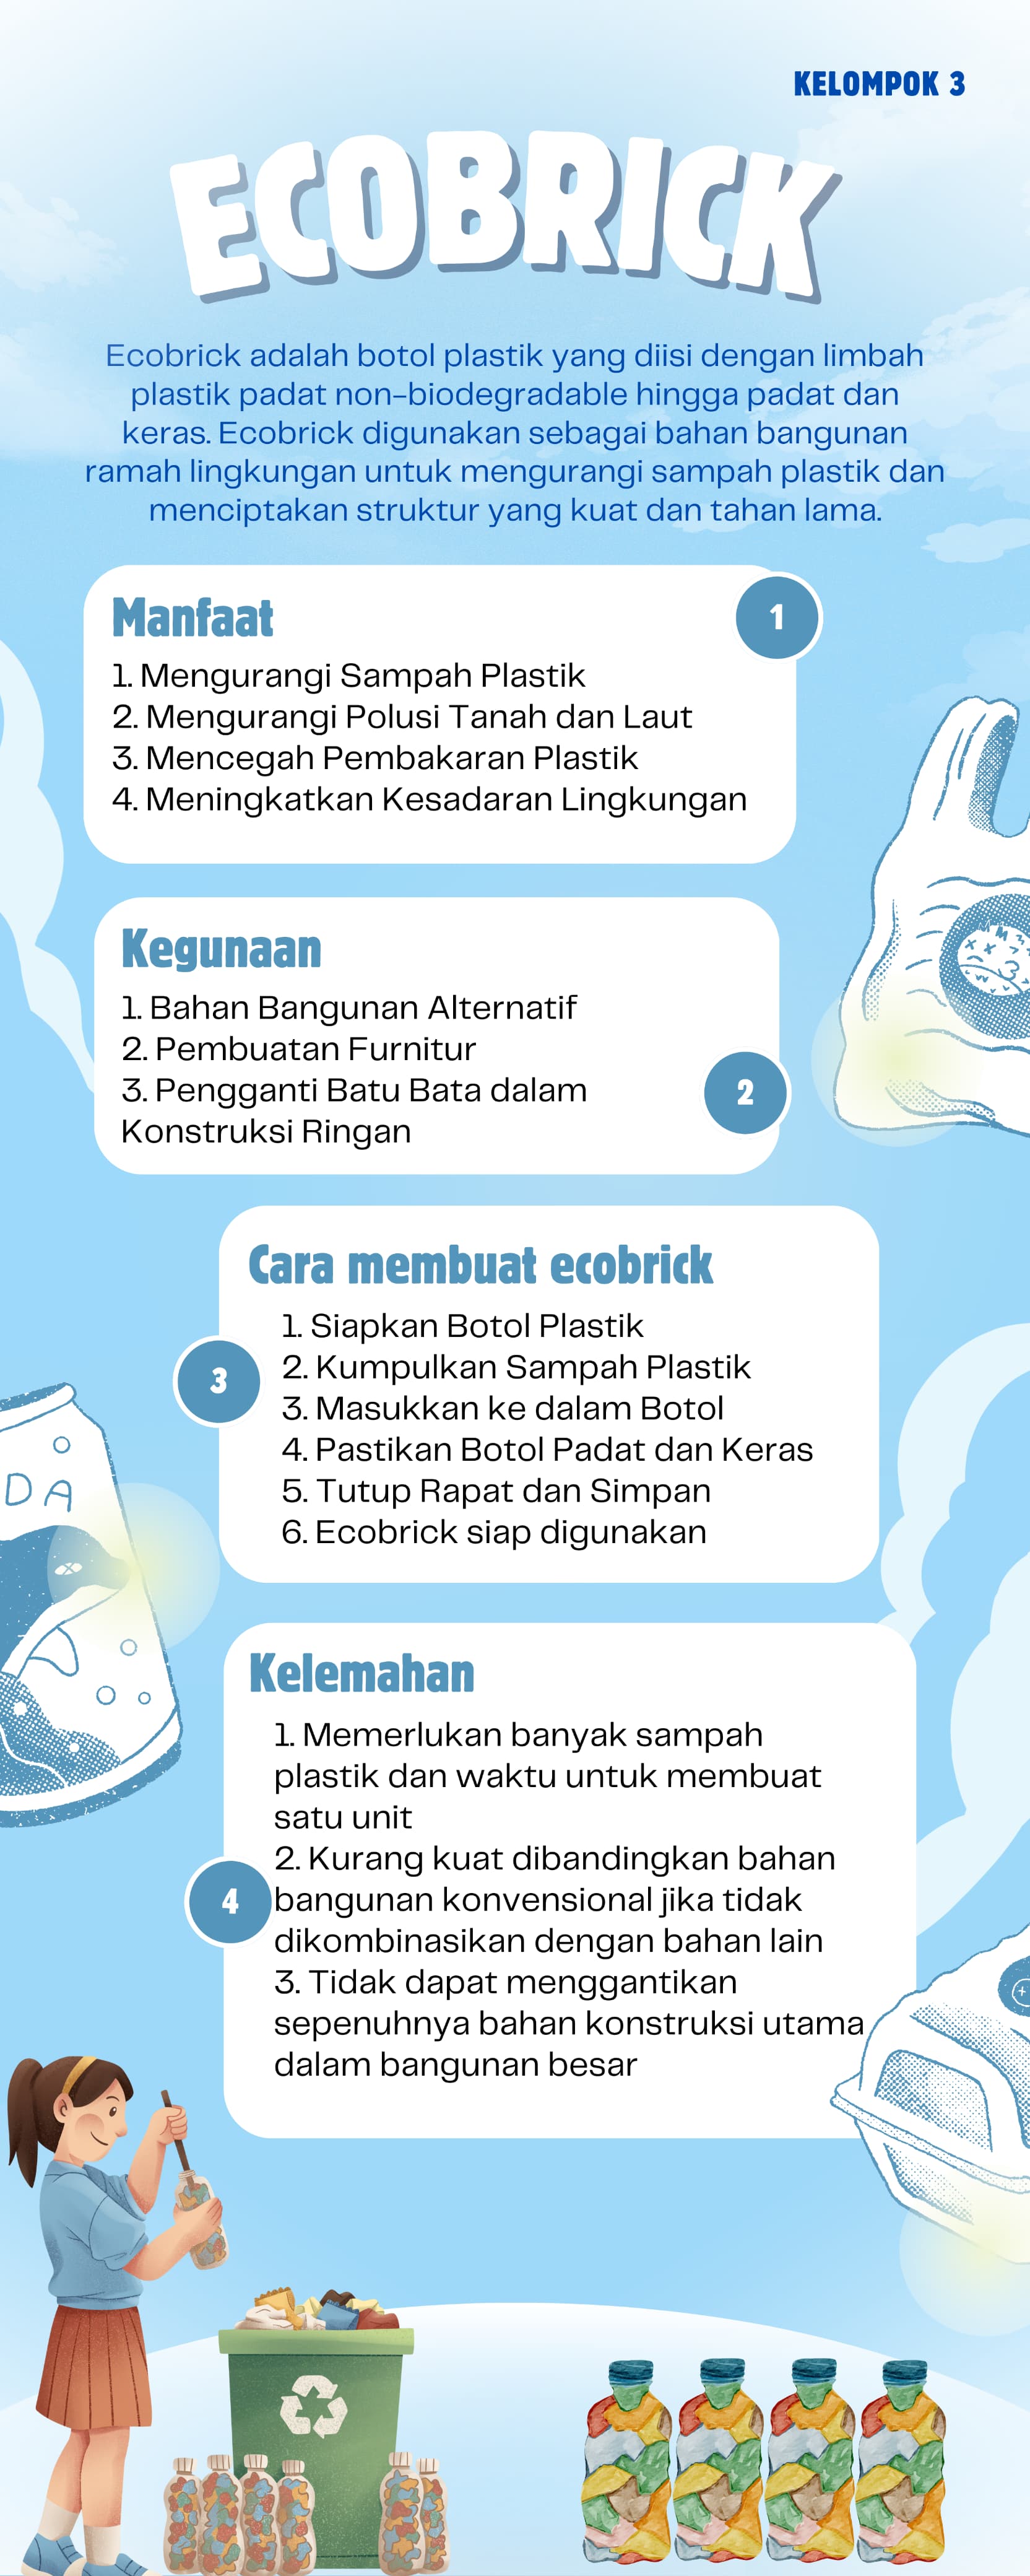 KELOMPOK 3
ECOBRICK
Ecobrick adalah botol plastik yang diisi dengan limbah
plastik padat non-biodegradable hingga padat dan
keras. Ecobrick digunakan sebagai bahan bangunan
ramah lingkungan untuk mengurangi sampah plastik dan
menciptakan struktur yang kuat dan tahan lama.
Manfaat
1
1. Mengurangi Sampah Plastik
2. Mengurangi Polusi Tanah dan Laut
3. Mencegah Pembakaran Plastik
4. Meningkatkan Kesadaran Lingkungan
Kegunaan
1. Bahan Bangunan Alternatif
2. Pembuatan Furnitur
3. Pengganti Batu Bata dalam
Konstruksi Ringan
2
Cara membuat ecobrick
1. Siapkan Botol Plastik
2. Kumpulkan Sampah Plastik
3. Masukkan ke dalam Botol
4. Pastikan Botol Padat dan Keras
5. Tutup Rapat dan Simpan
6. Ecobrick siap digunakan
3
DA
Kelemahan
1. Memerlukan banyak sampah
plastik dan waktu untuk membuat
satu unit
2. Kurang kuat dibandingkan bahan
bangunan konvensional jika tidak
dikombinasikan dengan bahan lain
3. Tidak dapat menggantikan
sepenuhnya bahan konstruksi utama
dalam bangunan besar
4